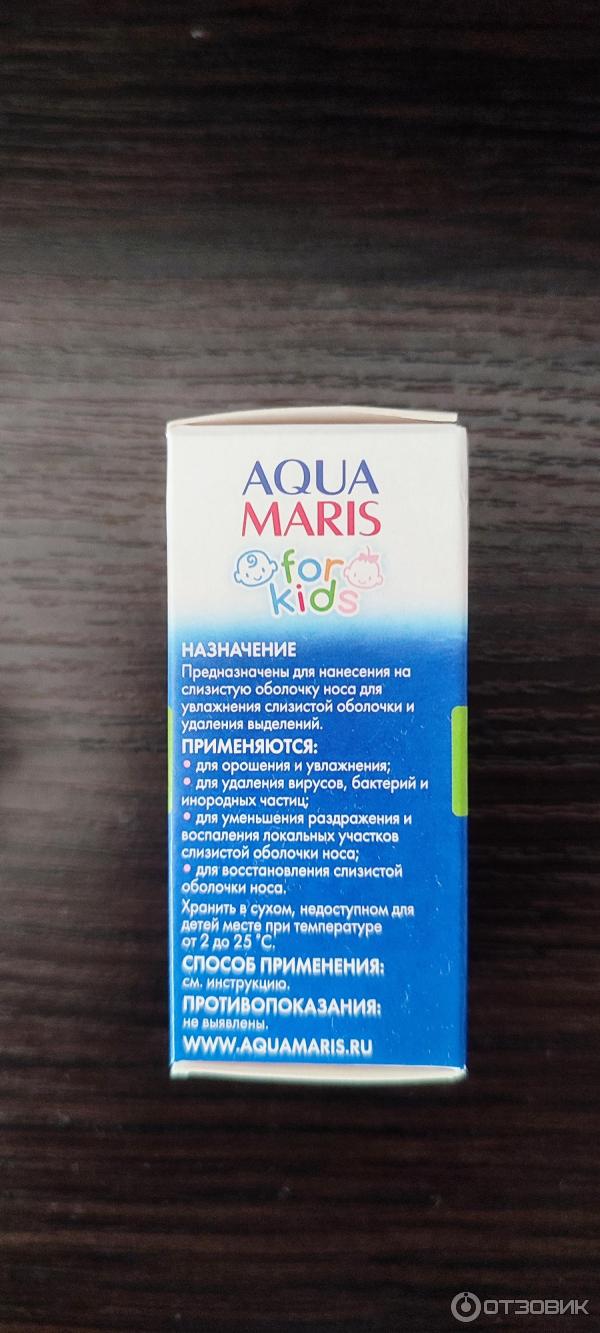 AQUA
MARIS
for
kids
НАЗНАЧЕНИЕ
Предназначены для нанесения на
слизистую оболочку носа для
увлажнения слизистой оболочки и
удаления выделений.
ПРИМЕНЯЮТСЯ:
• для орошения и увлажнения;
• для удаления вирусов, бактерий и
инородных частиц;
• для уменьшения раздражения и
воспаления локальных участков
слизистой оболочки носа;
• для восстановления слизистой
оболочки носа.
Хранить в сухом, недоступном для
детей месте при температуре
от 2 до 25 °С.
СПОСОБ ПРИМЕНЕНИЯ:
см. инструкцию.
ПРОТИВОПОКАЗАНИЯ:
не выявлены.
WWW.AQUAMARIS.RU
ОТЗОВИК